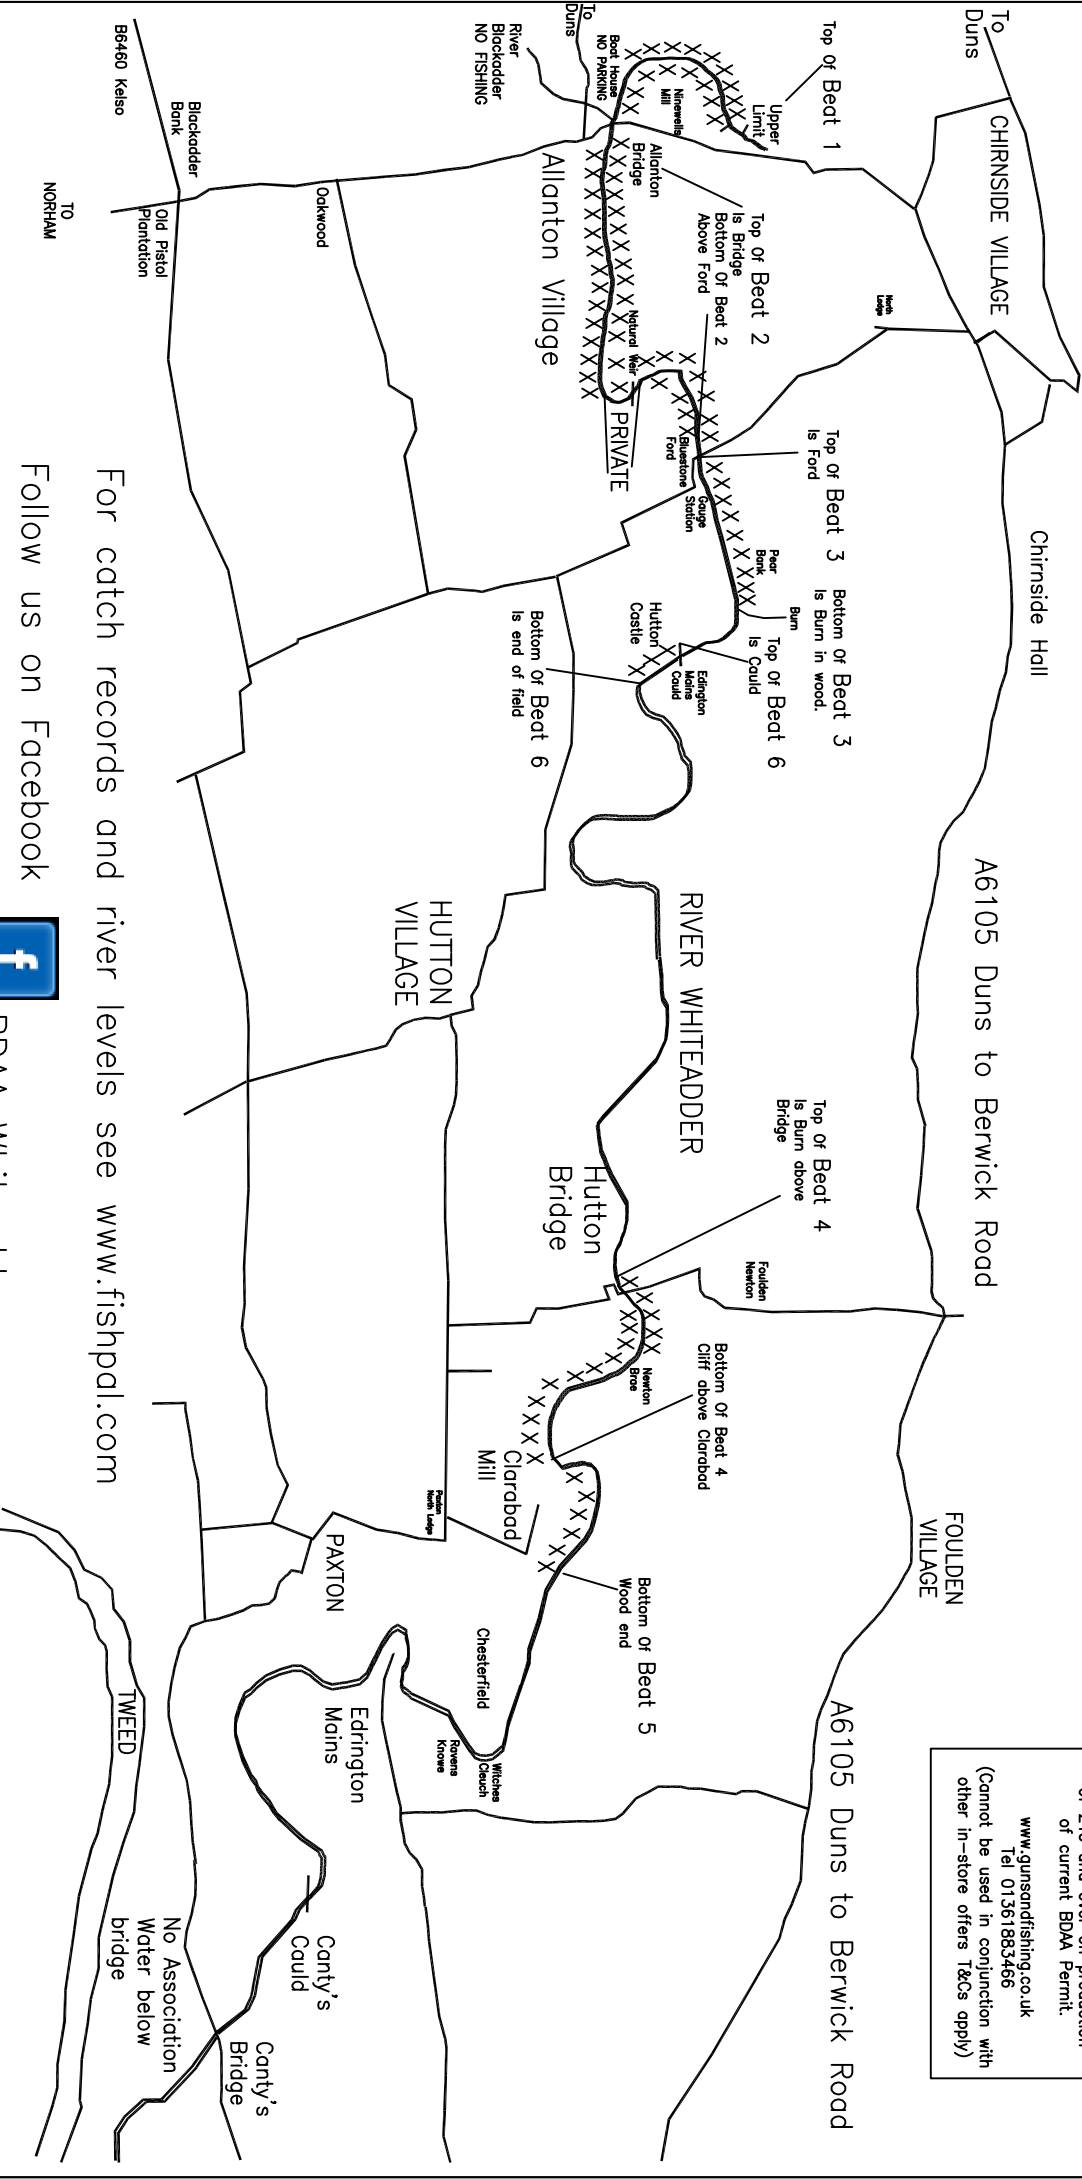 To
Duns
CHIRNSIDE VILLAGE
Chirnside Hall
A6105 Duns to Berwick Road
FOULDEN
VILLAGE
A6105 Duns to Berwick Road
of current BDAA Permit.
www.gunsandfishing.co.uk
Tel 01361883466
(Cannot be used in conjunction with
other in-store offers T&Cs apply)
Top Of Beat 1
Upper
Limit
North
Lodge
Top Of Beat 2
Is Bridge
Bottom Of Beat 2
Above Ford
Top Of Beat 3
Is Ford
Bottom Of Beat 3
Is Burn in wood.
Burn
Top Of Beat 6
Is Cauld
Pear
Bank
Gauge
Station
Bluestone
Ford
Edington
Mains
Cauld
Hutton
Castle
Bottom Of Beat 6
Is end of field
RIVER WHITEADDER
Top Of Beat 4
Is Burn above
Bridge
Foulden
Newton
Hutton
Bridge
Newton
Brae
Bottom Of Beat 4
Cliff above Clarabad
Clarabad
Mill
Bottom Of Beat 5
Wood end
Chesterfield
Witches
Cleuch
Ravens
Knowe
To
Duns
Boat House
NO PARKING
Ninewells
Mill
River
Blackadder
NO FISHING
Allanton
Bridge
Allanton Village
Natural Weir
PRIVATE
HUTTON
VILLAGE
Paxton
North Lodge
PAXTON
Edrington
Mains
Canty's
Cauld
Canty's
Bridge
No Association
Water below
bridge
TWEED
Oakwood
Blackadder
Bank
Old Pistol
Plantation
B6460 Kelso
TO
NORHAM
For catch records and river levels see www.fishpal.com
Follow us on Facebook
f